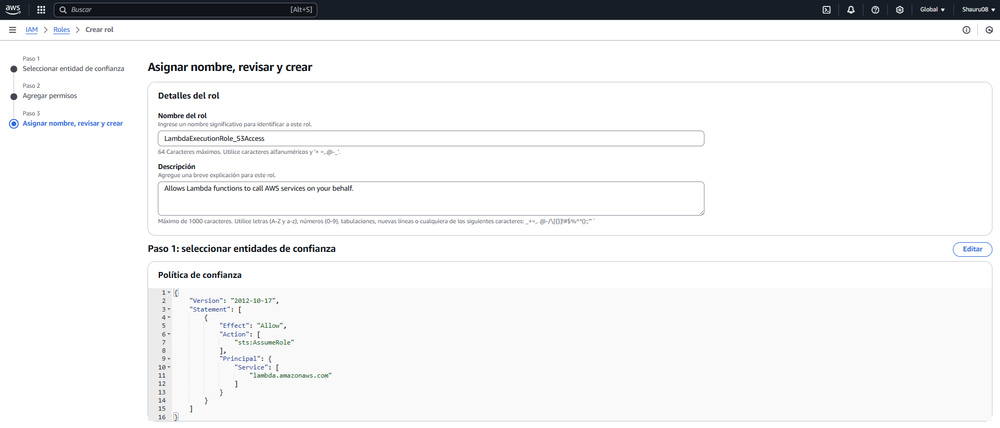 aws
Buscar
[Alt+S]
Global
Shauru08
IAM
Roles
Crear rol
Paso 1
Seleccionar entidad de confianza
Paso 2
Agregar permisos
Paso 3
Asignar nombre, revisar y crear
Asignar nombre, revisar y crear
Detalles del rol
Nombre del rol
Ingrese un nombre significativo para identificar a este rol.
LambdaExecutionRole_S3Access
64 Caracteres máximos. Utilice caracteres alfanuméricos y '+ =,.@-_'.
Descripción
Agregue una breve explicación para este rol.
Allows Lambda functions to call AWS services on your behalf.
Máximo de 1000 caracteres. Utilice letras (A-Z y a-z), números (0-9), tabulaciones, nuevas líneas o cualquiera de los siguientes caracteres: _+=,. @-/\[{}]!#$%^*();:"'`
Paso 1: seleccionar entidades de confianza
Editar
Política de confianza
1 {
2 "Version": "2012-10-17",
3 "Statement": [
4 {
5 "Effect": "Allow",
6 "Action": [
7 "sts:AssumeRole"
8 ],
9 "Principal": {
10 "Service": [
11 "lambda.amazonaws.com"
12 ]
13 }
14 }
15 ]
16 }